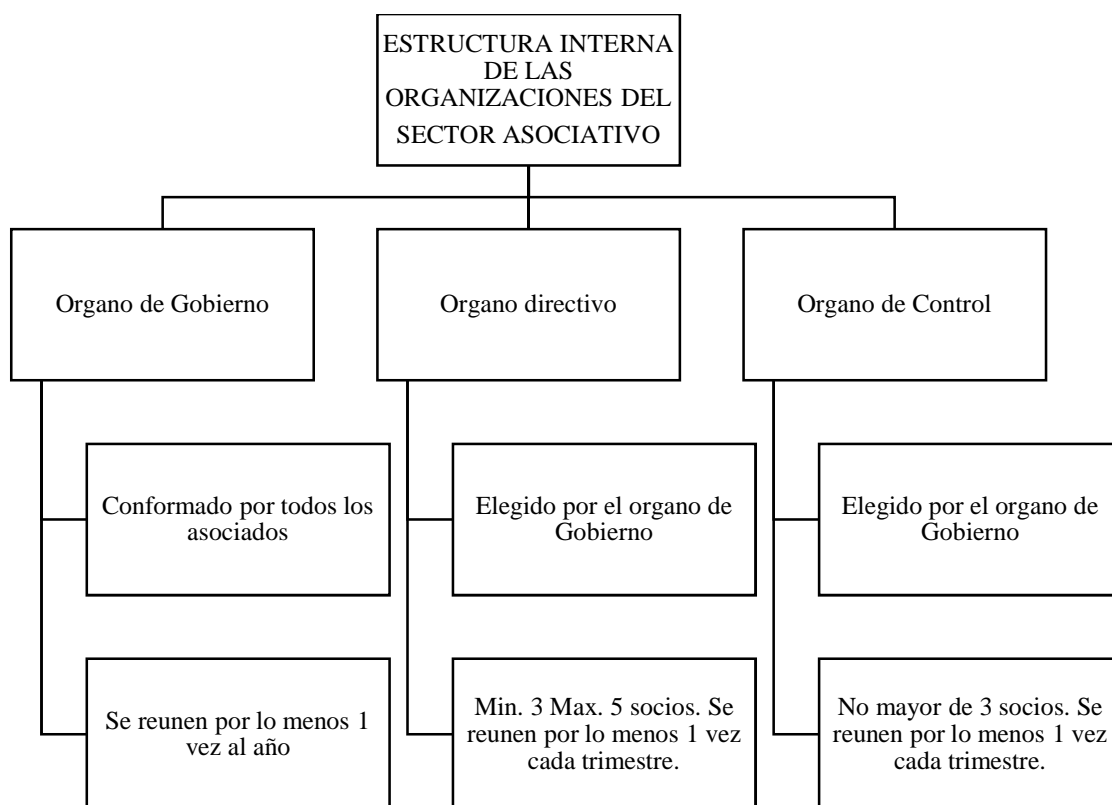 ESTRUCTURA INTERNA
DE LAS
ORGANIZACIONES DEL
SECTOR ASOCIATIVO
Organo de Gobierno
Organo directivo
Organo de Control
Conformado por todos los
asociados
Elegido por el organo de
Gobierno
Elegido por el organo de
Gobierno
Se reunen por lo menos 1
vez al año
Min. 3 Max. 5 socios. Se
reunen por lo menos 1 vez
cada trimestre.
No mayor de 3 socios. Se
reunen por lo menos 1 vez
cada trimestre.